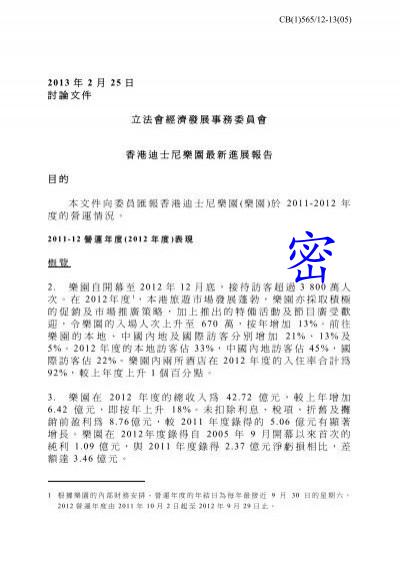 CB(1)565/12-13(05)
2013 年 2 月 25 日
討論文件
立法會經濟發展事務委員會
香港迪士尼樂園最新進展報告
目的
本文件向委員匯報香港迪士尼樂園(樂園)於 2011-2012 年
度的營運情況。
2011-12 營運年度(2012 年度)表現
密
概覽
2. 樂園自開幕至 2012 年 12 月底，接待訪客超過 3 800 萬人
次。在 2012年度1，本港旅遊市場發展蓬勃，樂園亦採取積極
的促銷及市場推廣策略，加上推出的特備活動及節目廣受歡
迎，令樂園的入場人次上升至 670 萬，按年增加 13%。前往
樂園的本地、中國內地及國際訪客分別增加 21%、13%及
5%。2012 年度的本地訪客佔 33%，中國內地訪客佔 45%，國
際訪客佔 22%。樂園內兩所酒店在 2012 年度的入住率合計為
92%，較上年度上升 1 個百分點。
3. 樂園在 2012 年度的總收入為 42.72 億元，較上年增加
6.42 億元，即按年上升 18%。未扣除利息、稅項、折舊及攤
銷前盈利為 8.76億元，較 2011 年度錄得的 5.06 億元有顯著
增長。樂園在 2012年度錄得自 2005 年 9 月開幕以來首次的
純利 1.09 億元，與 2011 年度錄得 2.37 億元淨虧損相比，差
額達 3.46 億元。
1 根據樂園的內部財務安排，營運年度的年結日為每年最接近 9 月 30 日的星期六。
2012 營運年度由 2011 年 10 月 2 日起至 2012 年 9 月 29 日止。